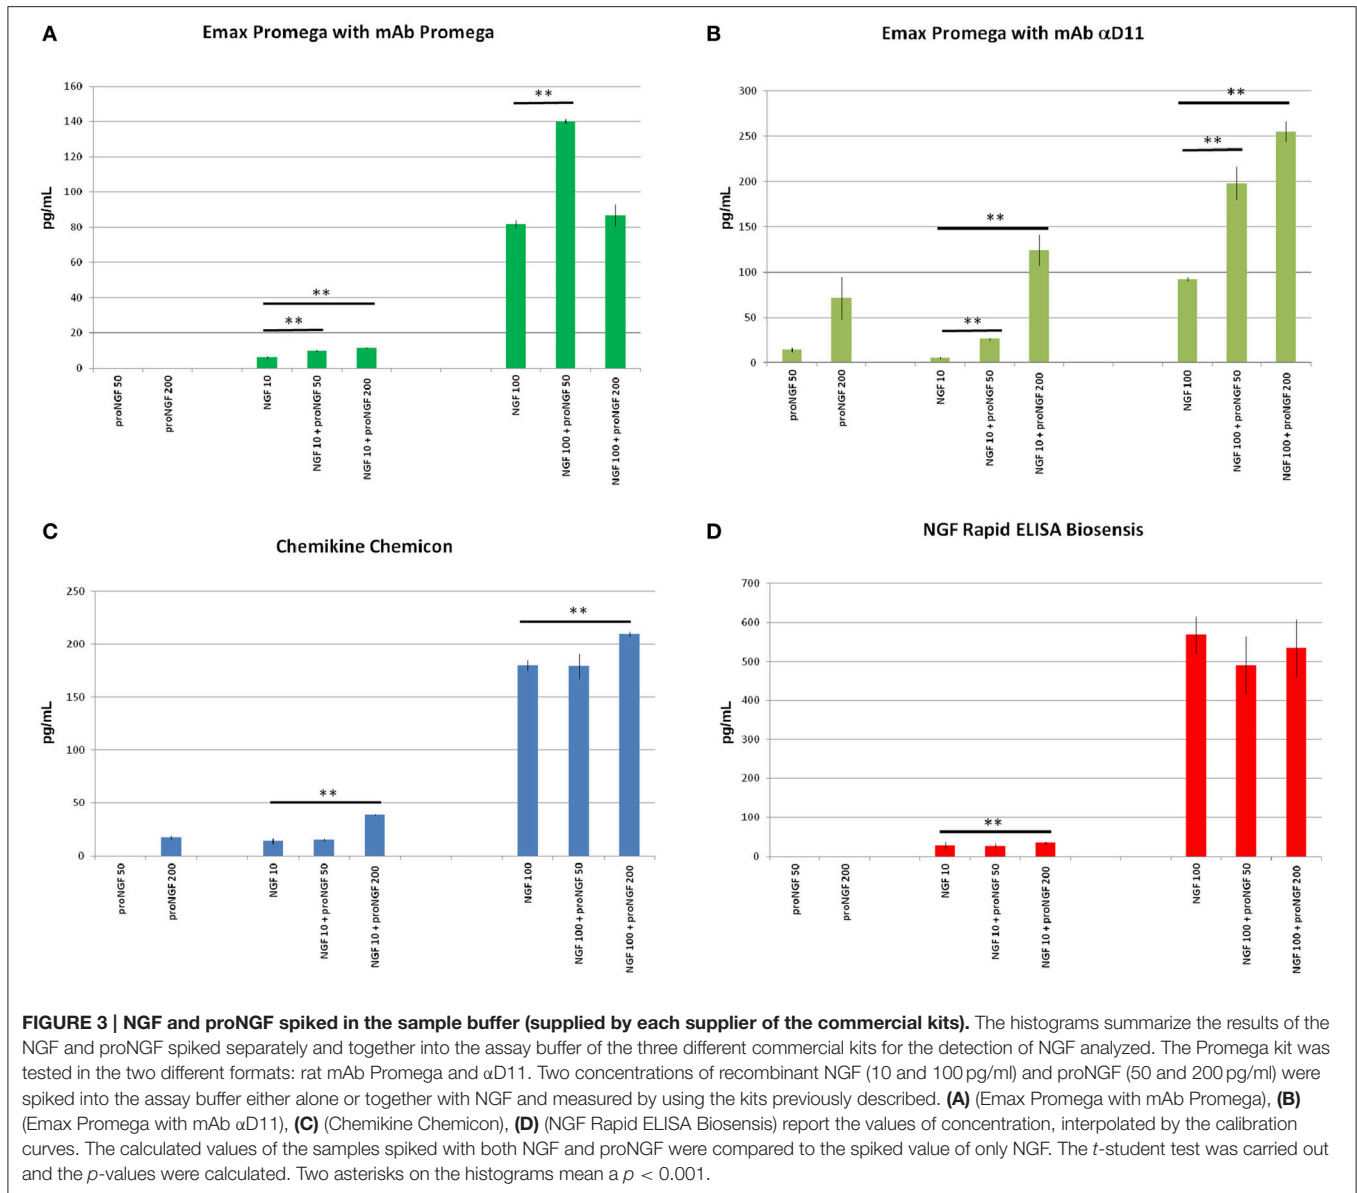 A
Emax Promega with mAb Promega
pg/mL
160
140
120
100
80
60
40
20
0
**
**
**
proNGF 50
proNGF 200
NGF 10
NGF 10 + proNGF 50
NGF 10 + proNGF 200
NGF 100
NGF 100 + proNGF 50
NGF 100 + proNGF 200
B
Emax Promega with mAb αD11
pg/mL
300
250
200
150
100
50
0
**
**
**
**
proNGF 50
proNGF 200
NGF 10
NGF 10 + proNGF 50
NGF 10 + proNGF 200
NGF 100
NGF 100 + proNGF 50
NGF 100 + proNGF 200
C
Chemikine Chemicon
pg/mL
250
200
150
100
50
0
**
**
proNGF 50
proNGF 200
NGF 10
NGF 10 + proNGF 50
NGF 10 + proNGF 200
NGF 100
NGF 100 + proNGF 50
NGF 100 + proNGF 200
D
NGF Rapid ELISA Biosensis
pg/mL
700
600
500
400
300
200
100
0
**
proNGF 50
proNGF 200
NGF 10
NGF 10 + proNGF 50
NGF 10 + proNGF 200
NGF 100
NGF 100 + proNGF 50
NGF 100 + proNGF 200
FIGURE 3 | NGF and proNGF spiked in the sample buffer (supplied by each supplier of the commercial kits). The histograms summarize the results of the
NGF and proNGF spiked separately and together into the assay buffer of the three different commercial kits for the detection of NGF analyzed. The Promega kit was
tested in the two different formats: rat mAb Promega and αD11. Two concentrations of recombinant NGF (10 and 100 pg/ml) and proNGF (50 and 200 pg/ml) were
spiked into the assay buffer either alone or together with NGF and measured by using the kits previously described. (A) (Emax Promega with mAb Promega), (B)
(Emax Promega with mAb αD11), (C) (Chemikine Chemicon), (D) (NGF Rapid ELISA Biosensis) report the values of concentration, interpolated by the calibration
curves. The calculated values of the samples spiked with both NGF and proNGF were compared to the spiked value of only NGF. The t-student test was carried out
and the p-values were calculated. Two asterisks on the histograms mean a p < 0.001.